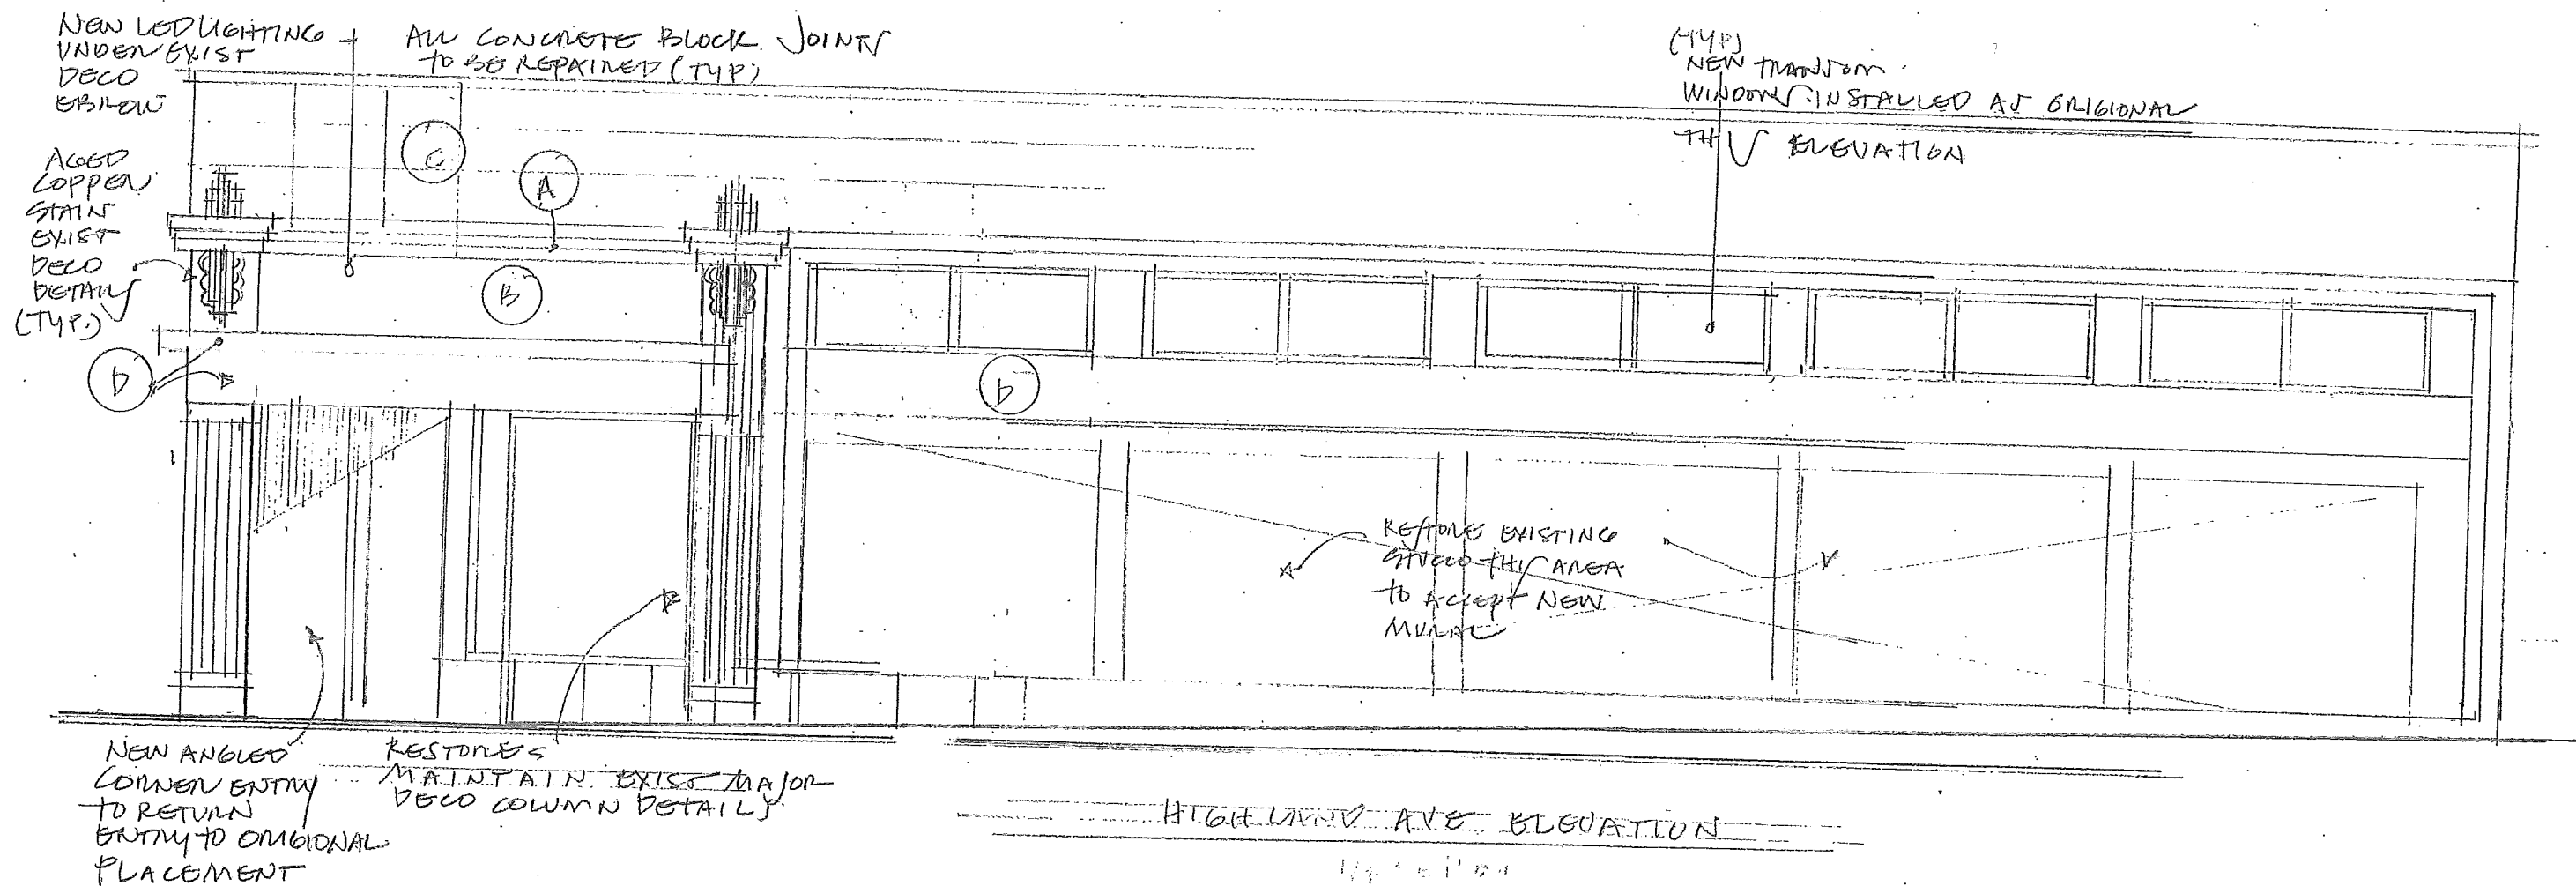 NEW LED LIGHTING
UNDER EXIST
DECO
EBROW
ALL CONCRETE BLOCK JOINTS
TO BE REPAIRED (TYP)
(TYP)
NEW TRANSOM
WINDOWS INSTALLED AS ORIGIONAL
THIS ELEVATION
C
A
AGED
COPPER
STAIN
EXIST
DECO
DETAILS
(TYP.)
B
D
D
RESTORE EXISTING
STUCCO THIS AREA
TO ACCEPT NEW
MURAL
NEW ANGLED
CORNER ENTRY
TO RETURN
ENTRY TO ORIGIONAL
PLACEMENT
RESTORES
MAINTAIN EXIST MAJOR
DECO COLUMN DETAILS
HIGHLAND AVE ELEVATION